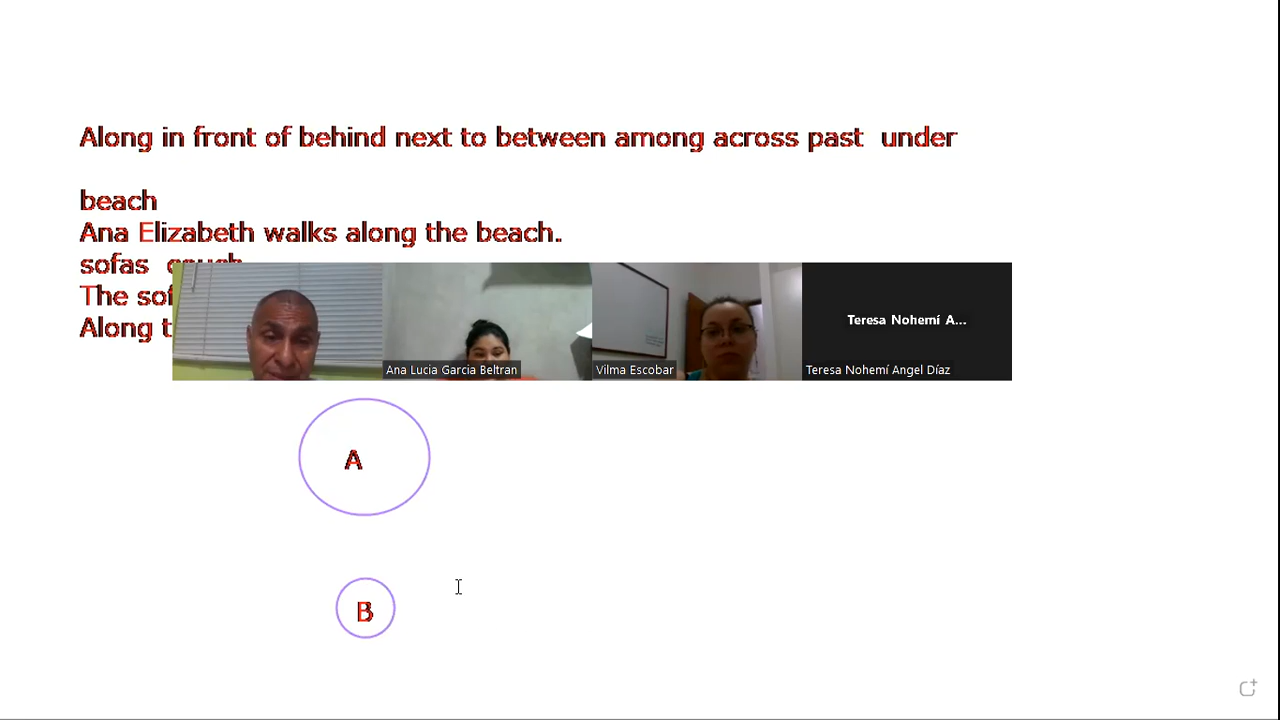 Along in front of behind next to between among across past under
beach
Ana Elizabeth walks along the beach.
sofas couch
The
Along
Teresa Nohemí A...
Ana Lucia Garcia Beltran
Vilma Escobar
Teresa Nohemí Angel Díaz
A
B